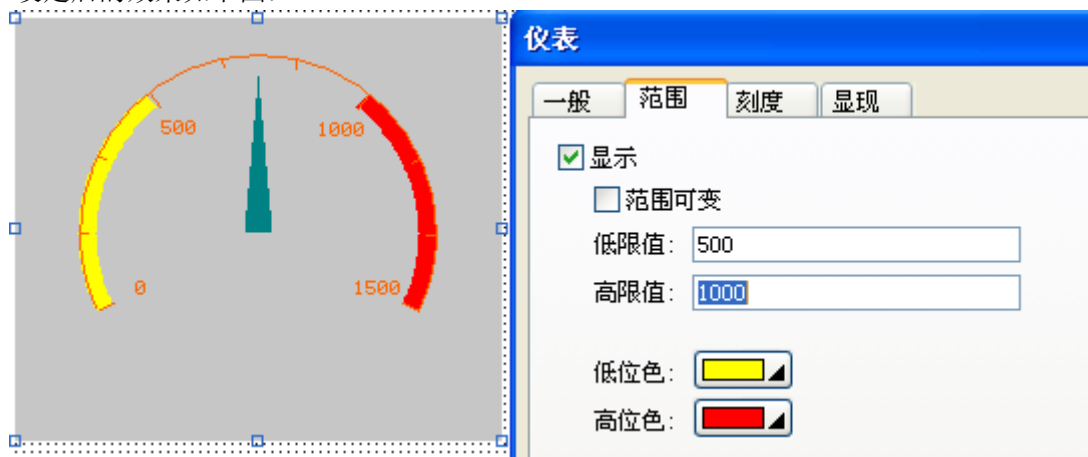 仪表
一般 范围 刻度 显现
显示
范围可变
低限值: 500
高限值: 1000
低位色:
高位色:
500 1000
0 1500